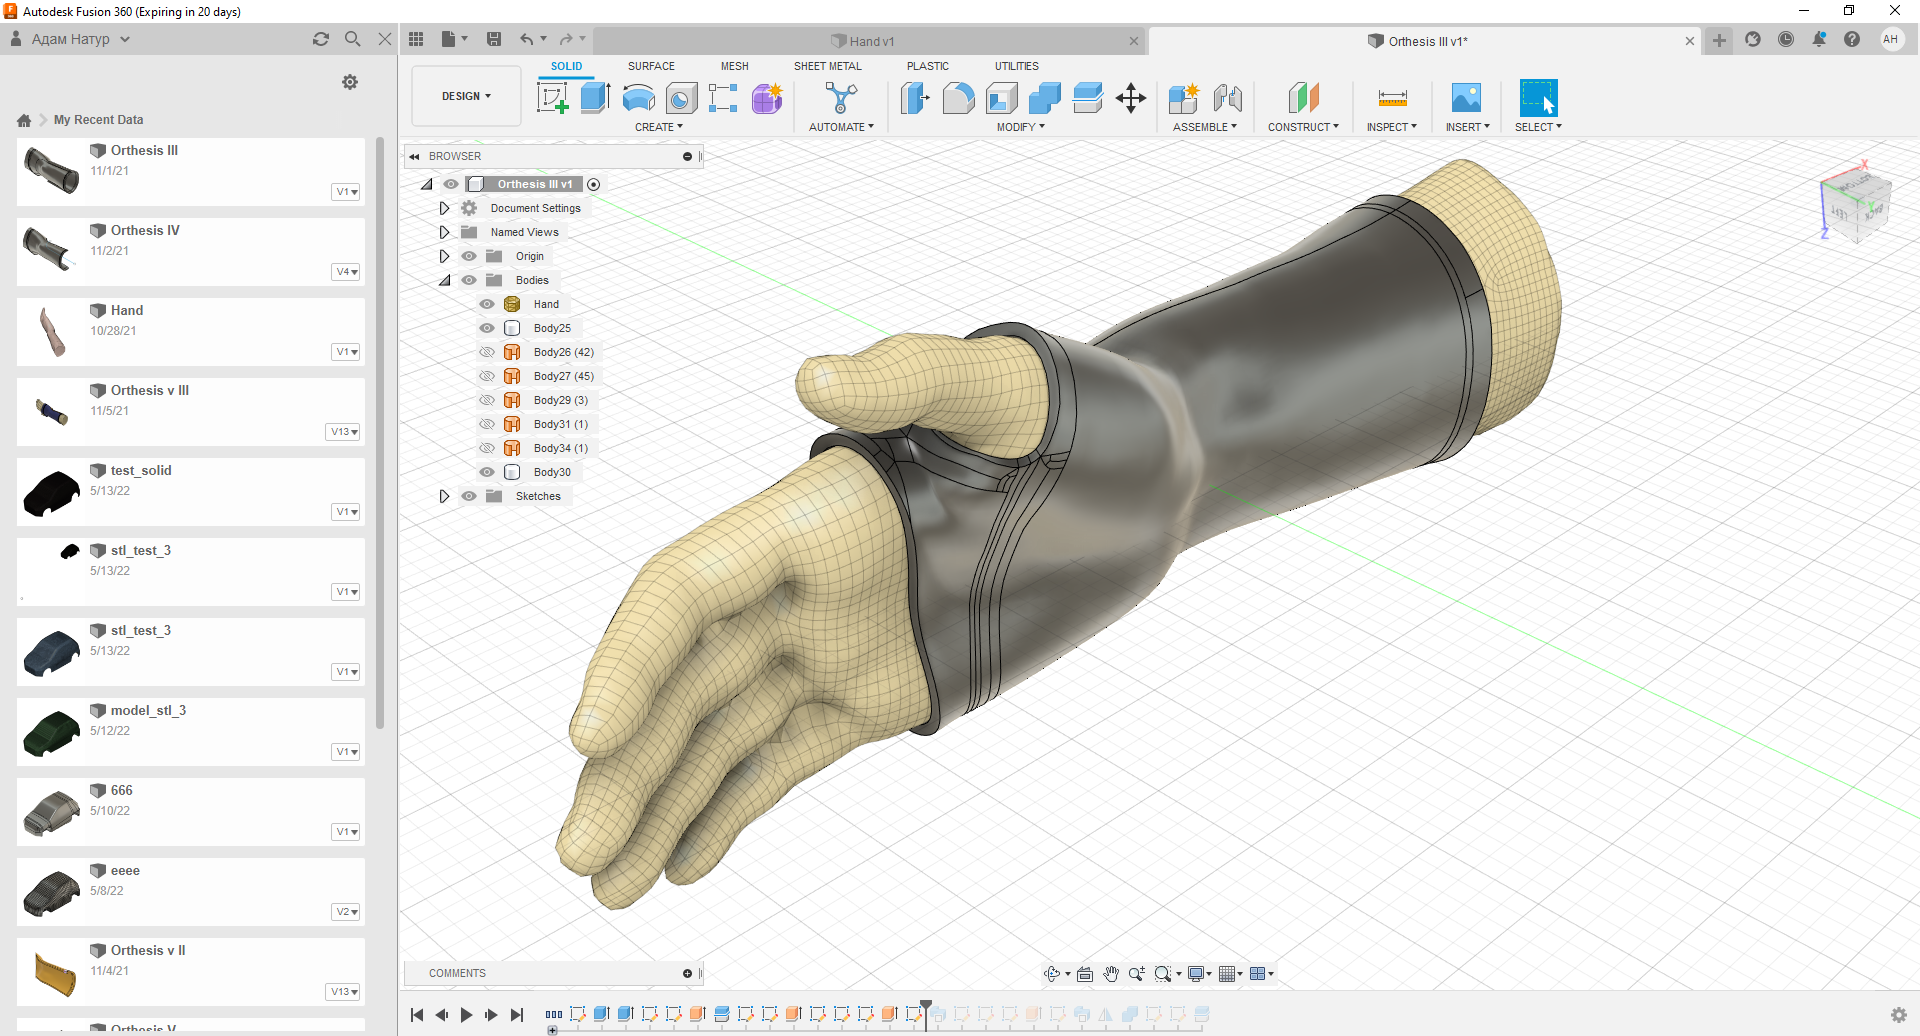 Autodesk Fusion 360 (Expiring in 20 days)
Адам Натур
Hand v1
Orthesis III v1*
AH
SOLID
SURFACE
MESH
SHEET METAL
PLASTIC
UTILITIES
DESIGN
CREATE
AUTOMATE
MODIFY
ASSEMBLE
CONSTRUCT
INSPECT
INSERT
SELECT
My Recent Data
Orthesis III
11/1/21
V1
Orthesis IV
11/2/21
V4
Hand
10/28/21
V1
Orthesis v III
11/5/21
V13
test_solid
5/13/22
V1
stl_test_3
5/13/22
V1
stl_test_3
5/13/22
V1
model_stl_3
5/12/22
V1
666
5/10/22
V1
eeee
5/8/22
V2
Orthesis v II
11/4/21
V13
Orthesis V
BROWSER
Orthesis III v1
Document Settings
Named Views
Origin
Bodies
Hand
Body25
Body26 (42)
Body27 (45)
Body29 (3)
Body31 (1)
Body34 (1)
Body30
Sketches
X
BOTTOM
LEFT
BACK
Y
Z
COMMENTS